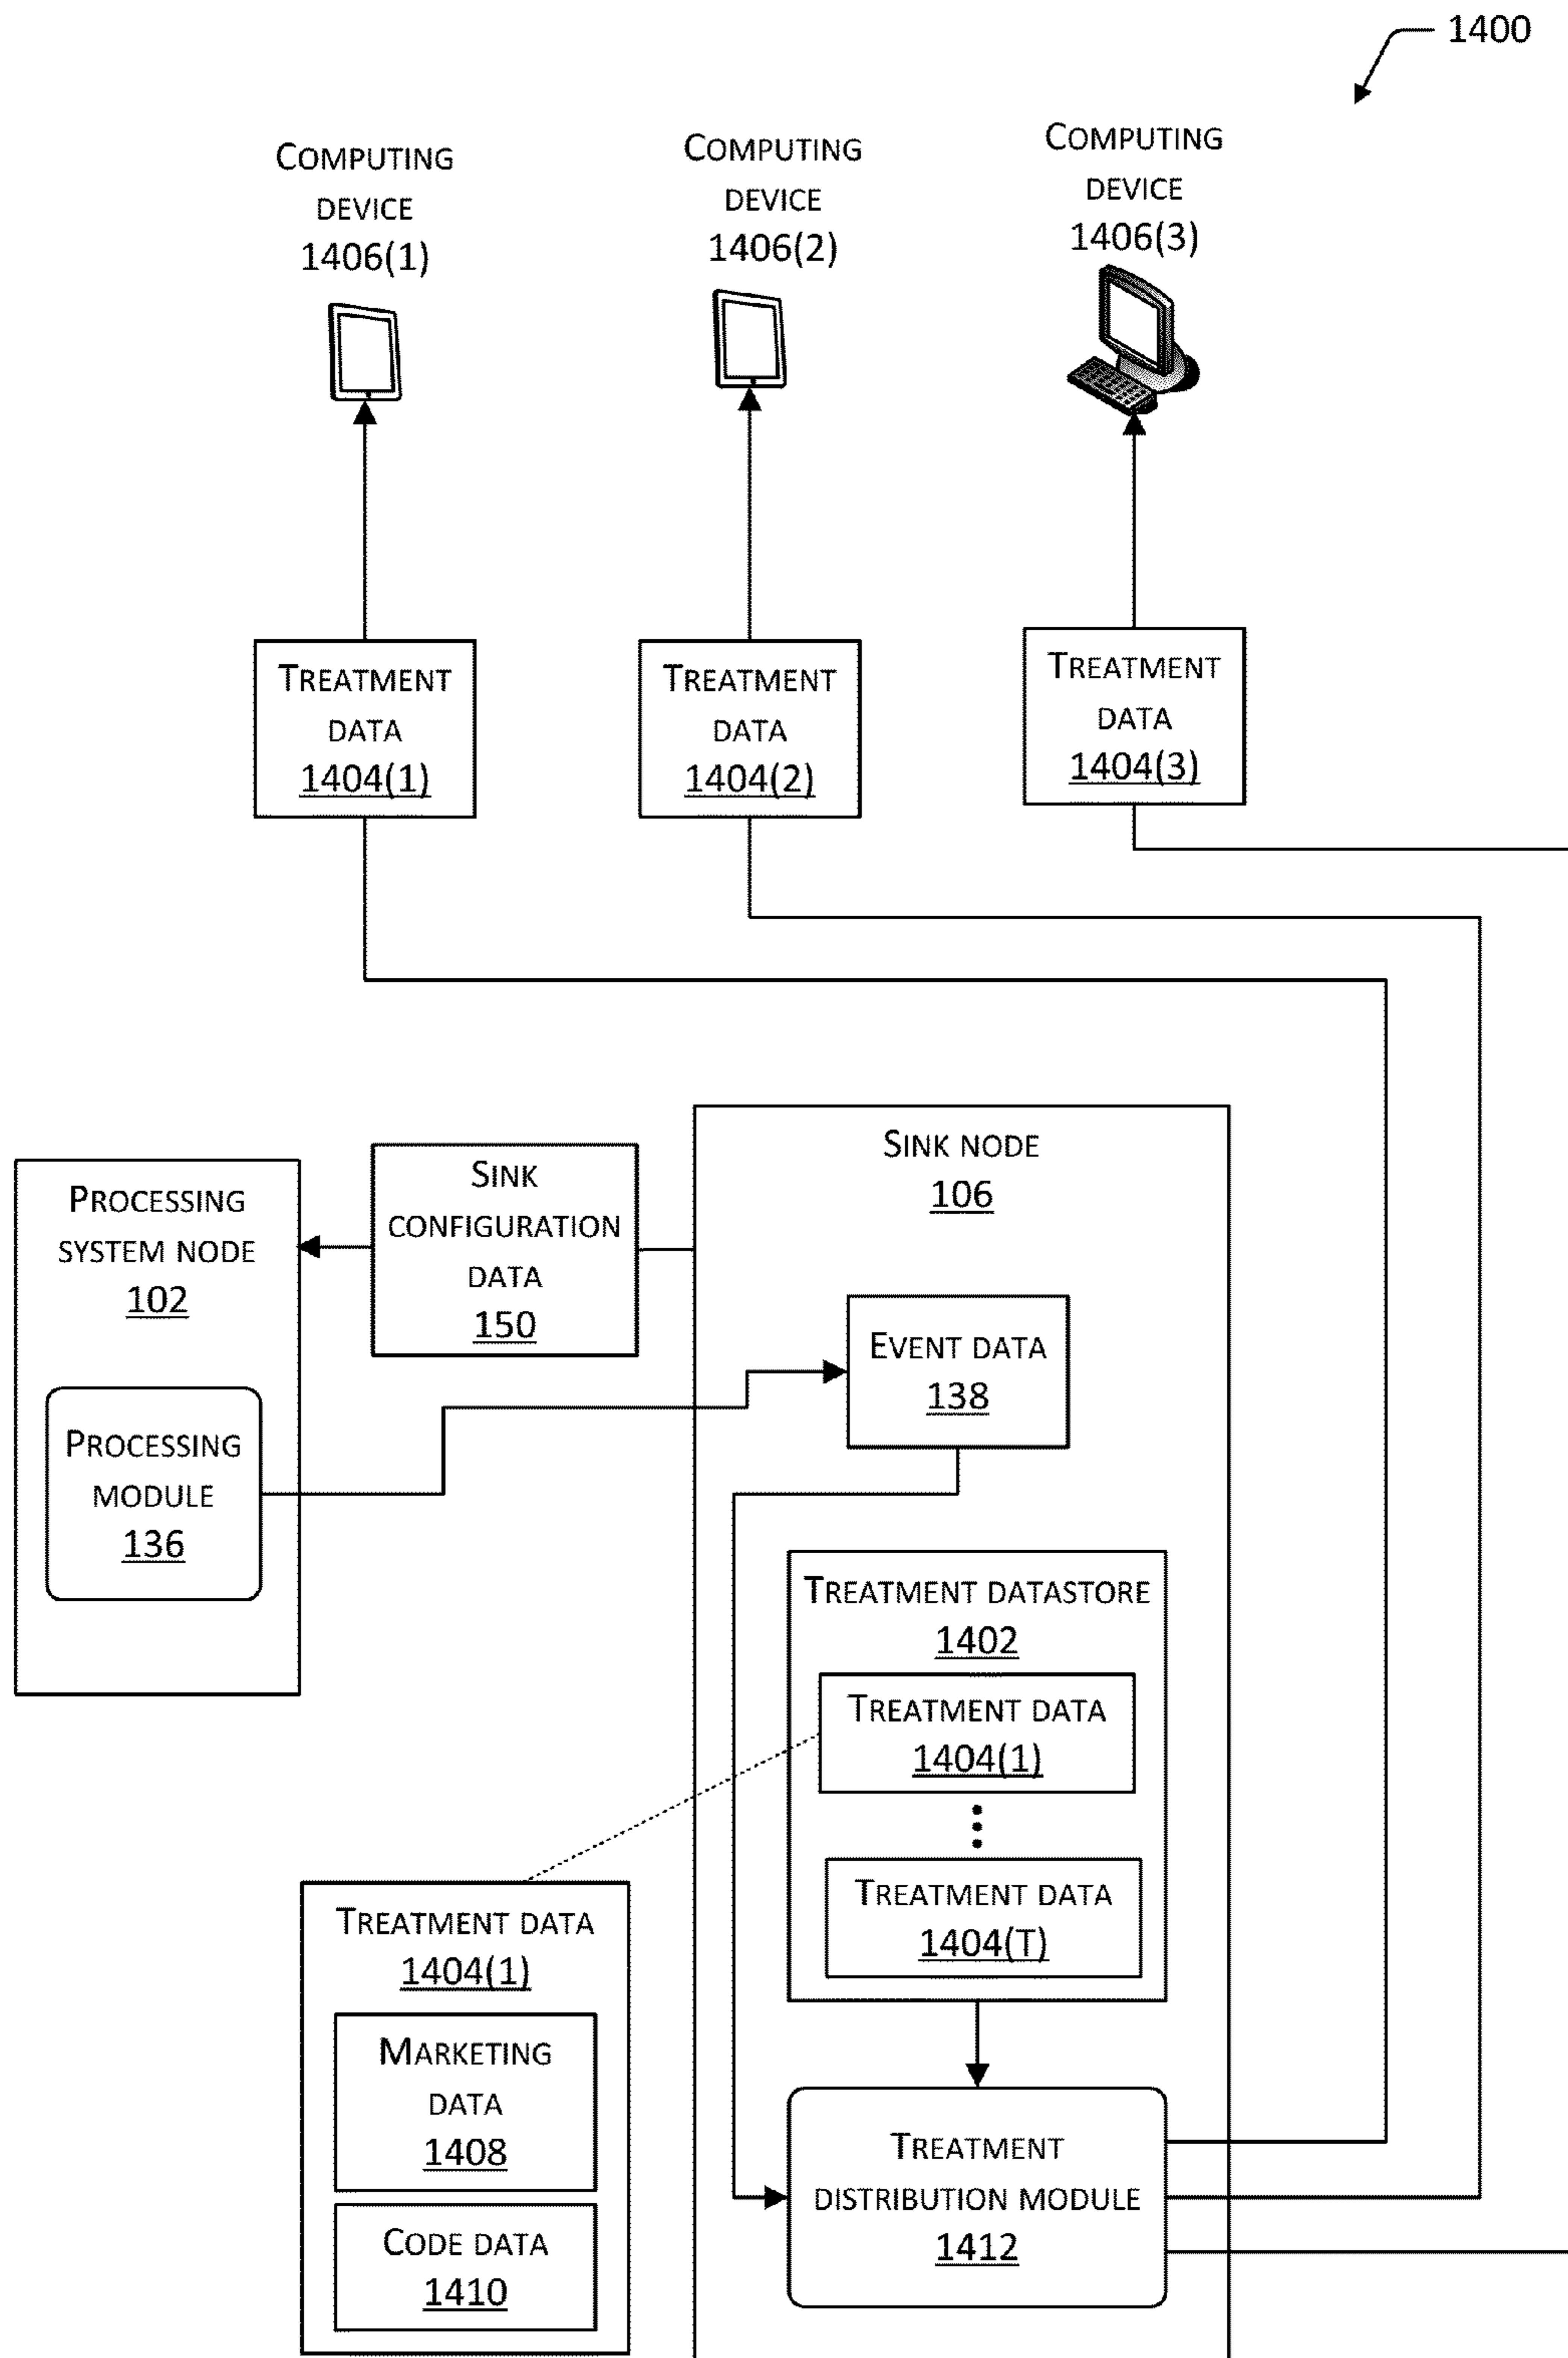 1400
COMPUTING
DEVICE
1406(1)
COMPUTING
DEVICE
1406(2)
COMPUTING
DEVICE
1406(3)
TREATMENT
DATA
1404(1)
TREATMENT
DATA
1404(2)
TREATMENT
DATA
1404(3)
PROCESSING
SYSTEM NODE
102
PROCESSING
MODULE
136
SINK
CONFIGURATION
DATA
150
SINK NODE
106
EVENT DATA
138
TREATMENT DATASTORE
1402
TREATMENT DATA
1404(1)
TREATMENT DATA
1404(T)
TREATMENT DATA
1404(1)
MARKETING
DATA
1408
CODE DATA
1410
TREATMENT
DISTRIBUTION MODULE
1412